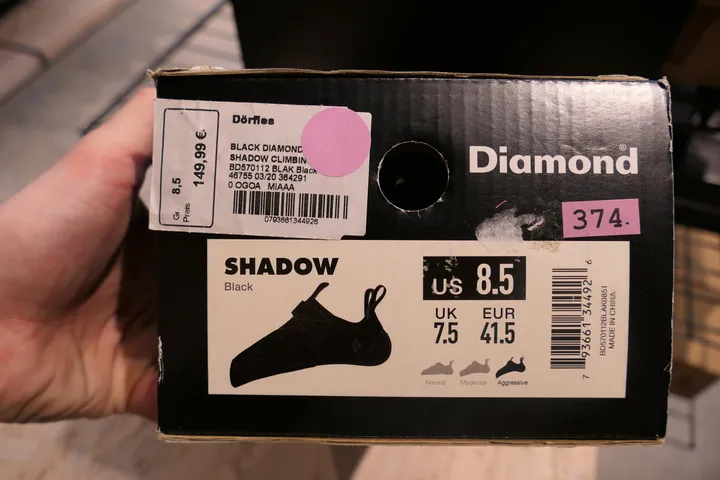 Gr. 8,5
Preis 149,99 €
Dörfles
BLACK DIAMOND
SHADOW CLIMBIN
BD570112 BLAK Black
46755 03/20 364291
0 OGOA MIAAA
0793661344926
Diamond®
374.
SHADOW
Black
US 8.5
UK EUR
7.5 41.5
Neutral Moderate Aggressive
7 93661 34492 6
BD570112BLAK0851
MADE IN CHINA